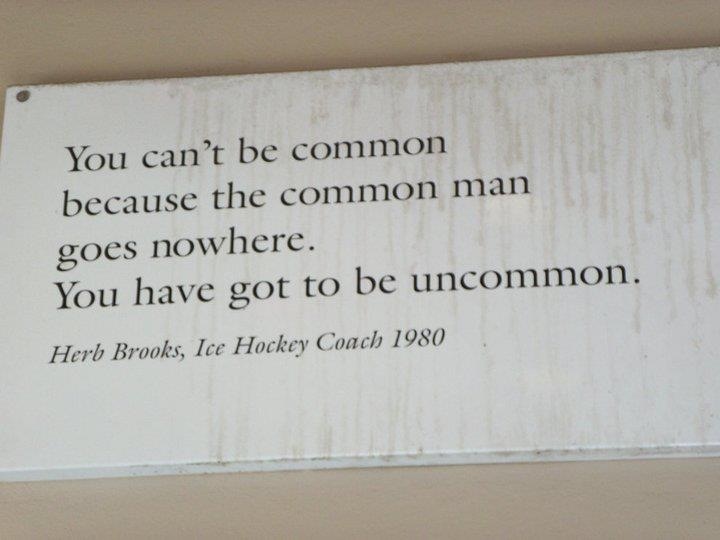 You can't be common
because the common man
goes nowhere.
You have got to be uncommon.
Herb Brooks, Ice Hockey Coach 1980